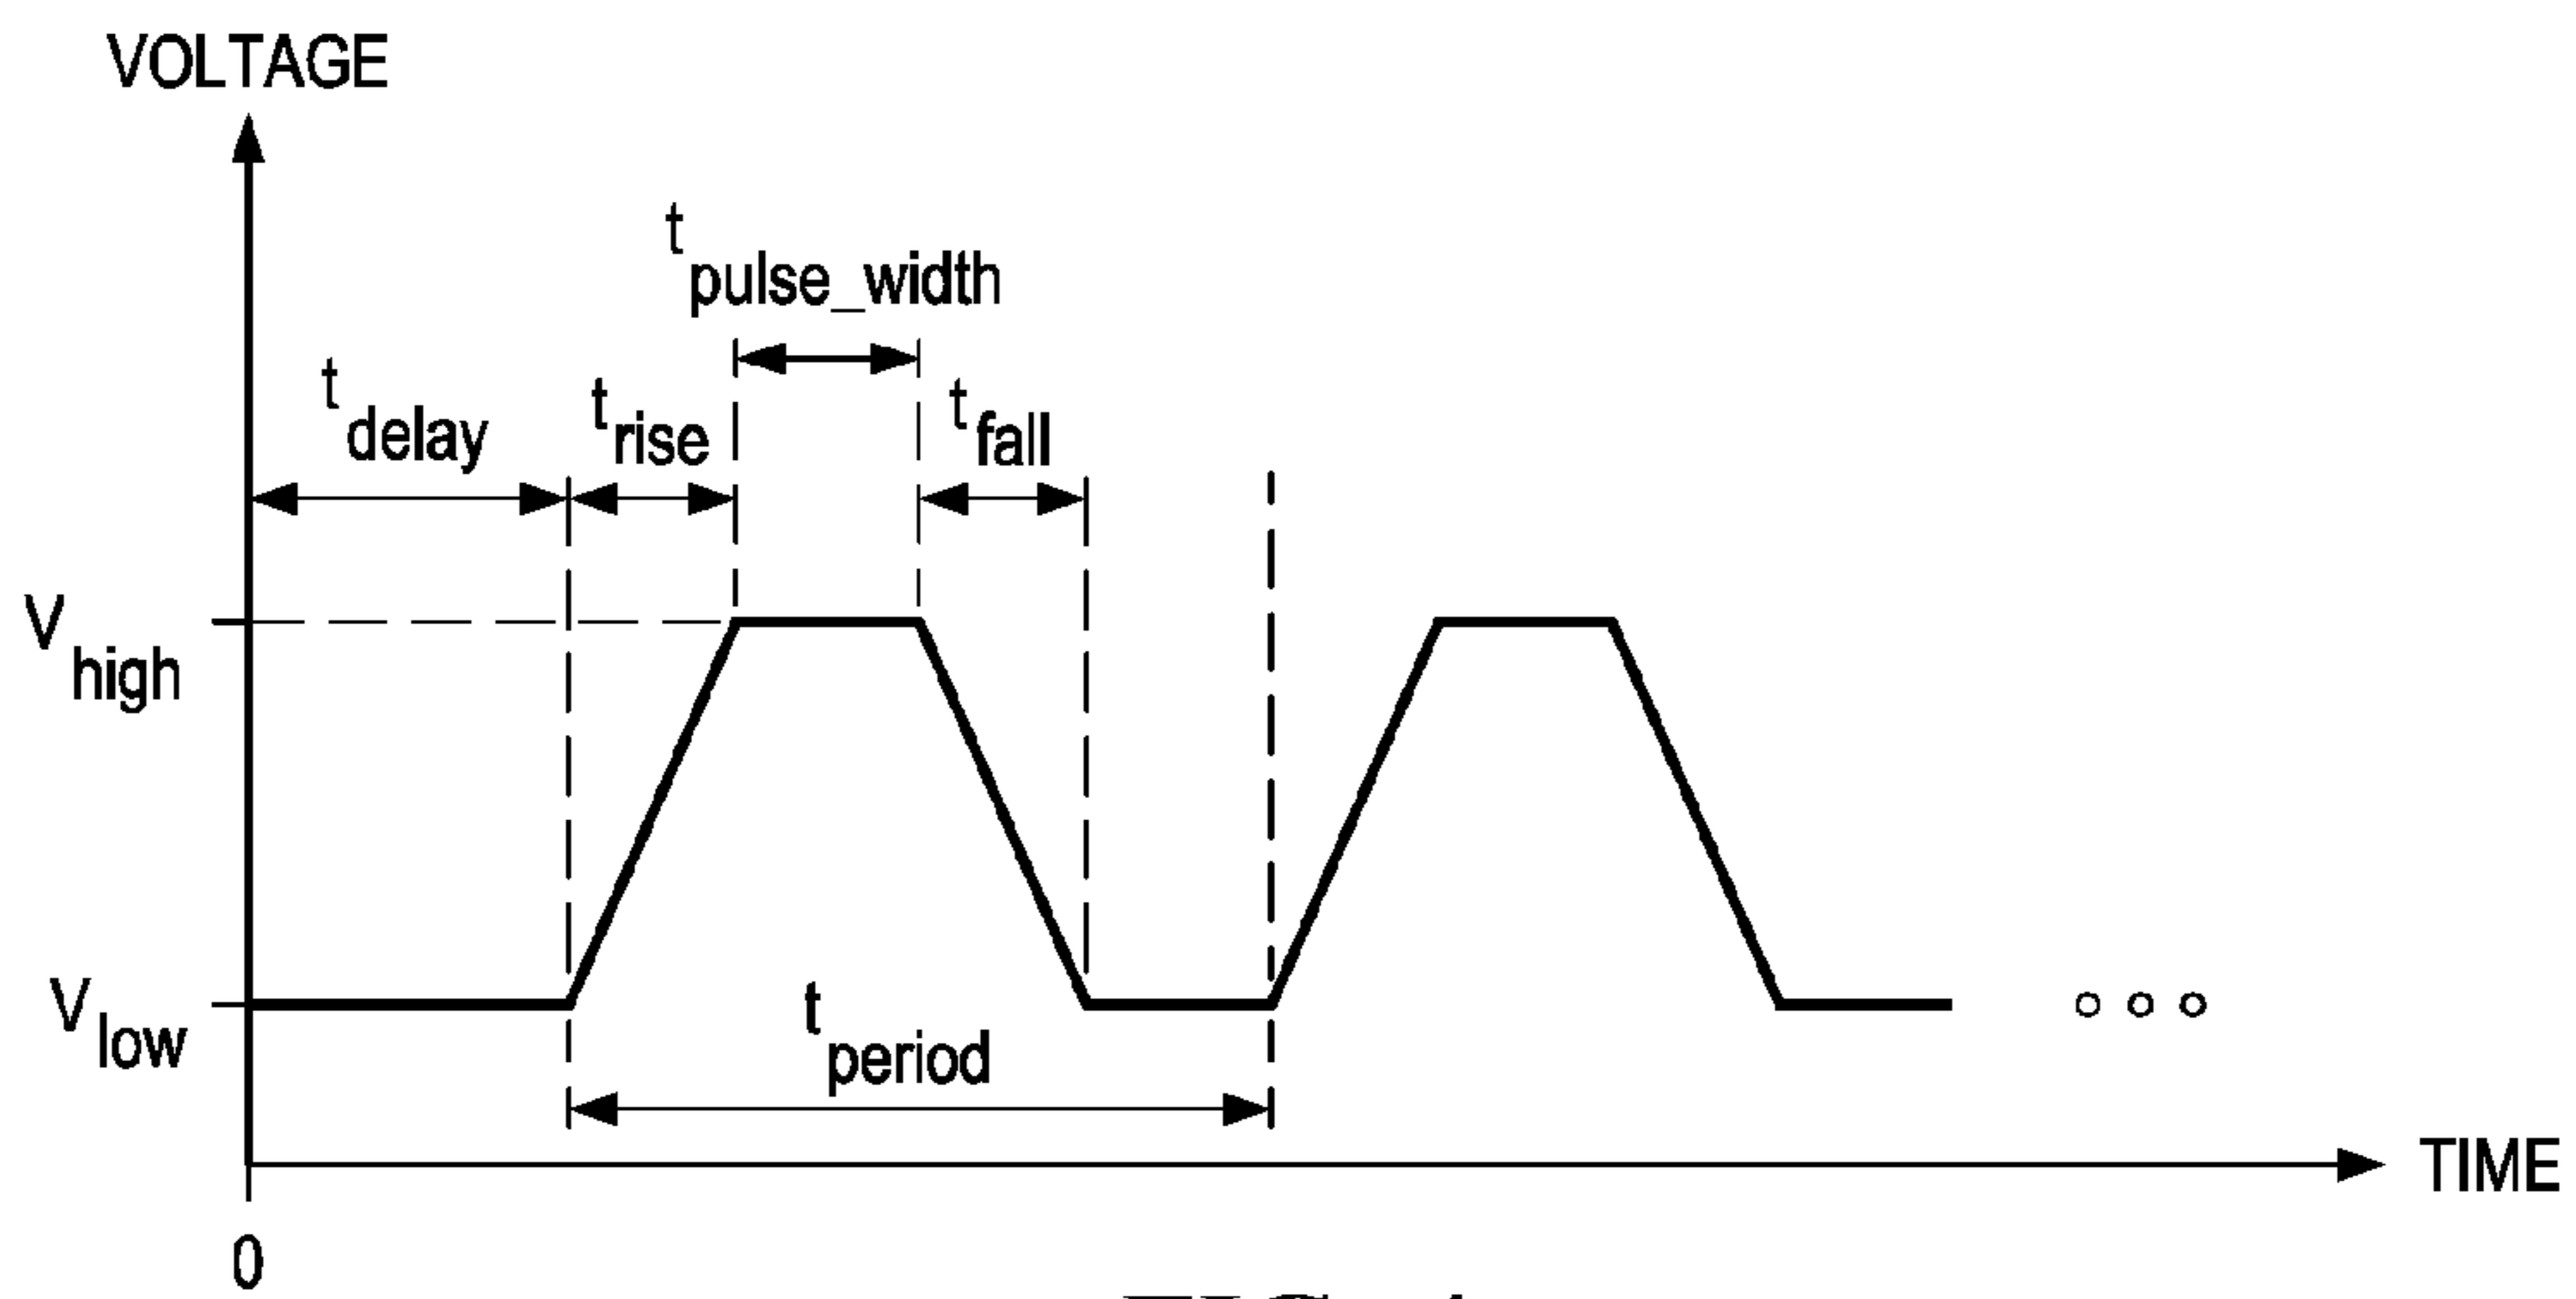 VOLTAGE
t pulse_width
t delay
t rise
t fall
V high
V low
t period
TIME
0